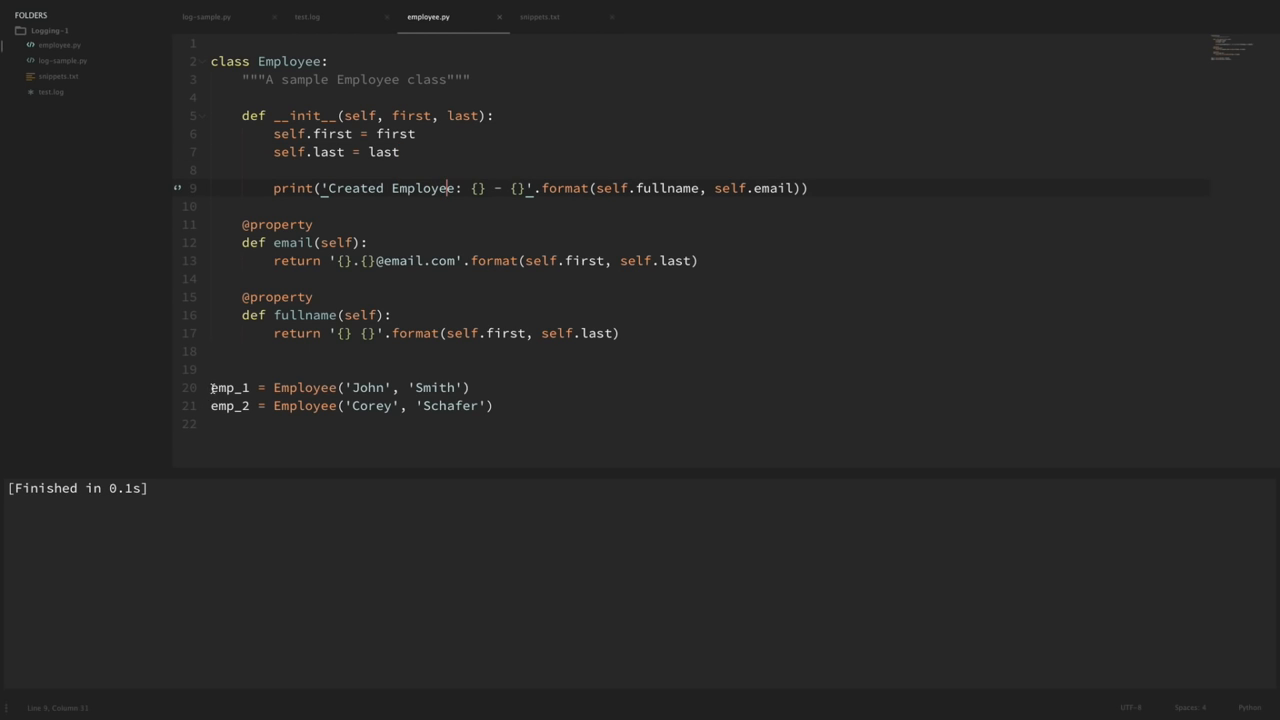 FOLDERS
Logging-1
employee.py
log-sample.py
snippets.txt
test.log
log-sample.py
test.log
employee.py
snippets.txt
1
2 class Employee:
3     """A sample Employee class"""
4
5     def __init__(self, first, last):
6         self.first = first
7         self.last = last
8
9         print('Created Employee: {} - {}'.format(self.fullname, self.email))
10
11     @property
12     def email(self):
13         return '{}.{}@email.com'.format(self.first, self.last)
14
15     @property
16     def fullname(self):
17         return '{} {}'.format(self.first, self.last)
18
19
20 emp_1 = Employee('John', 'Smith')
21 emp_2 = Employee('Corey', 'Schafer')
22
[Finished in 0.1s]
Line 9, Column 31
UTF-8
Spaces: 4
Python